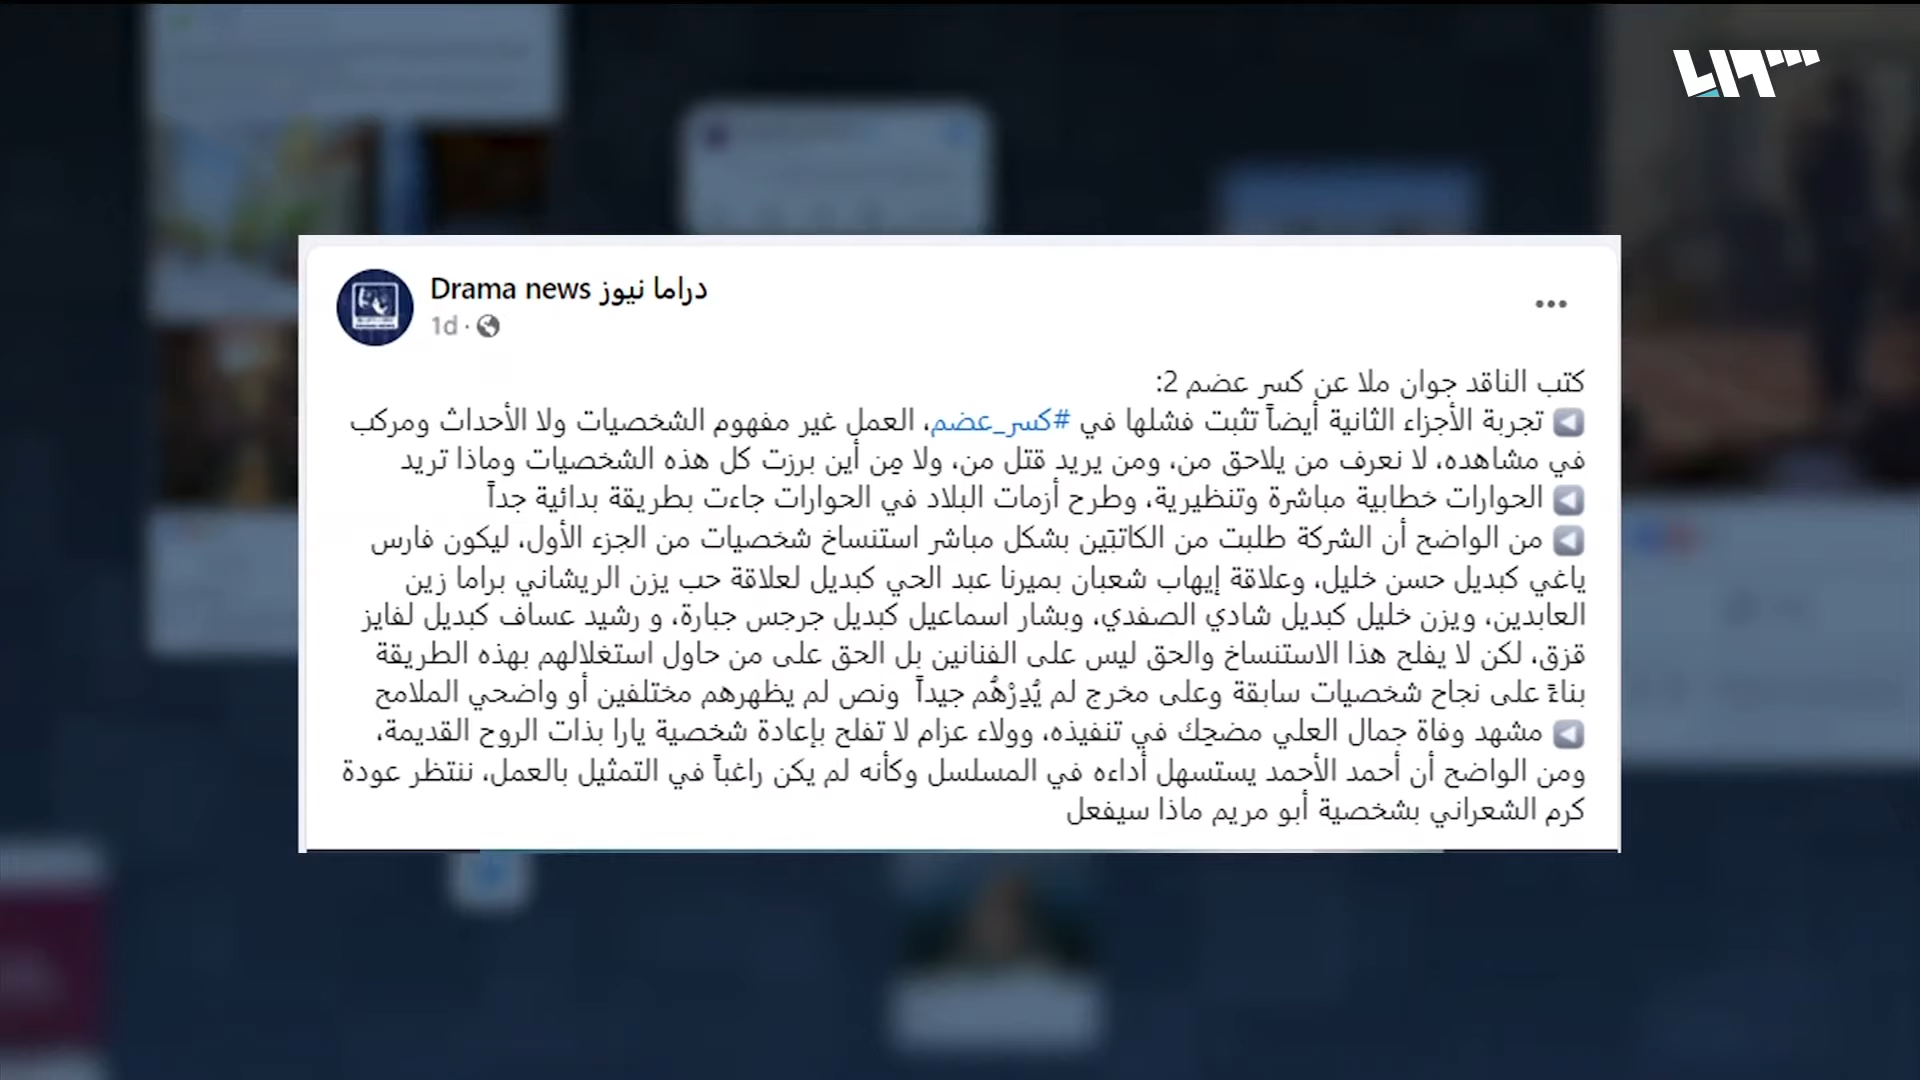 Drama news دراما نيوز
1d ·
كتب الناقد جوان ملا عن كسر عضم 2:
تجربة الأجزاء الثانية أيضاً تثبت فشلها في #كسر_عضم، العمل غير مفهوم الشخصيات ولا الأحداث ومركب
في مشاهده، لا نعرف من يلاحق من، ومن يريد قتل من، ولا مِن أين برزت كل هذه الشخصيات وماذا تريد
الحوارات خطابية مباشرة وتنظيرية، وطرح أزمات البلاد في الحوارات جاءت بطريقة بدائية جداً
من الواضح أن الشركة طلبت من الكاتبَين بشكل مباشر استنساخ شخصيات من الجزء الأول، ليكون فارس
ياغي كبديل حسن خليل، وعلاقة إيهاب شعبان بميرنا عبد الحي كبديل لعلاقة حب يزن الريشاني براما زين
العابدين، ويزن خليل كبديل شادي الصفدي، وبشار اسماعيل كبديل جرجس جبارة، و رشيد عساف كبديل لفايز
قزق، لكن لا يفلح هذا الاستنساخ والحق ليس على الفنانين بل الحق على من حاول استغلالهم بهذه الطريقة
بناءً على نجاح شخصيات سابقة وعلى مخرج لم يُدِرْهُم جيداً ونص لم يظهرهم مختلفين أو واضحي الملامح
مشهد وفاة جمال العلي مضحِك في تنفيذه، وولاء عزام لا تفلح بإعادة شخصية يارا بذات الروح القديمة،
ومن الواضح أن أحمد الأحمد يستسهل أداءه في المسلسل وكأنه لم يكن راغباً في التمثيل بالعمل، ننتظر عودة
كرم الشعراني بشخصية أبو مريم ماذا سيفعل